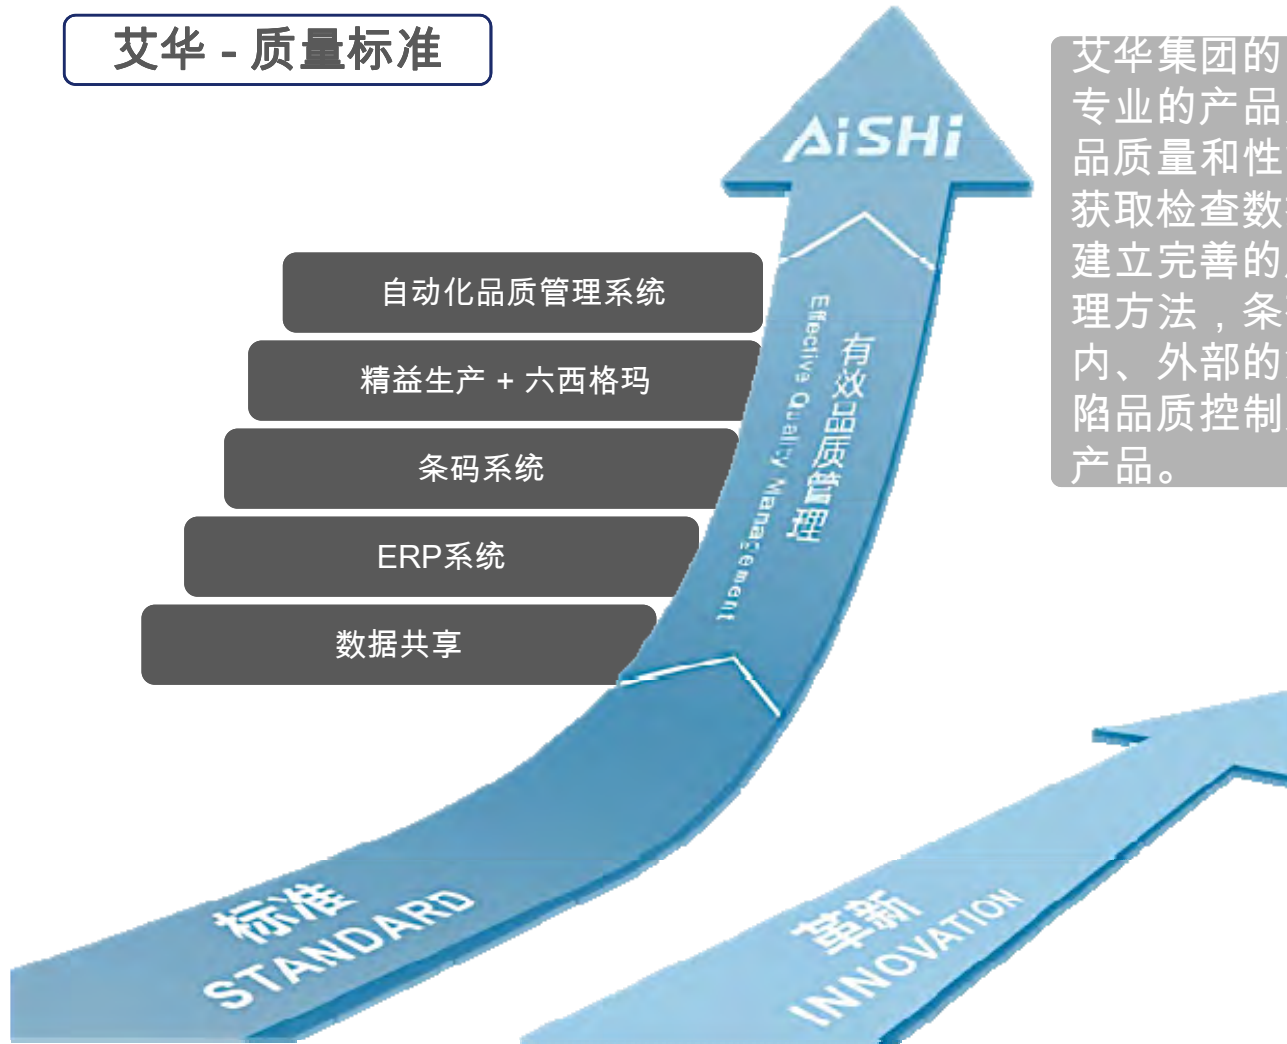 艾华 - 质量标准
AiSHi
艾华集团的
专业的产品
品质量和性
获取检查数
建立完善的
理方法，条
内、外部的
陷品质控制
产品。
自动化品质管理系统
精益生产 + 六西格玛
条码系统
ERP系统
数据共享
有效品质管理
Effective Quality Management
标准
STANDARD
革新
INNOVATION